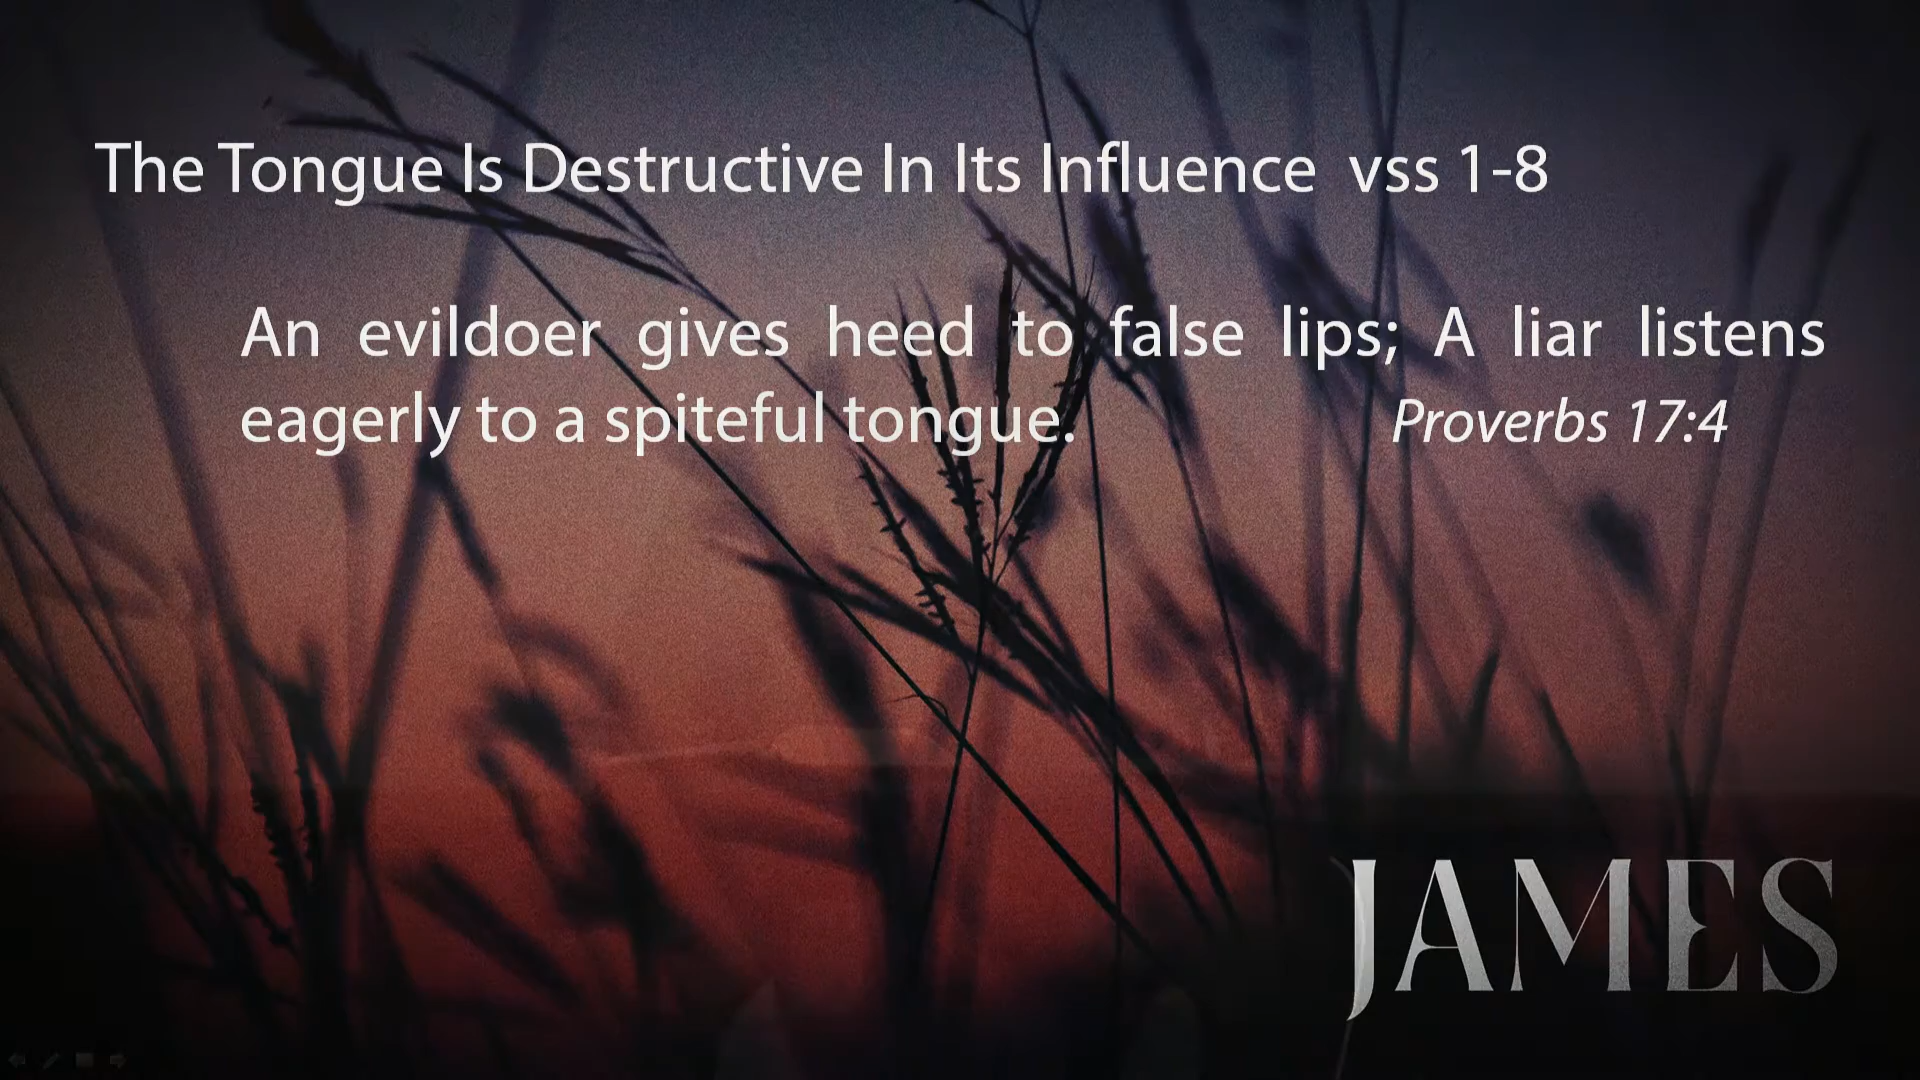 The Tongue Is Destructive In Its Influence vss 1-8
An evildoer gives heed to false lips; A liar listens
eagerly to a spiteful tongue. Proverbs 17:4
JAMES